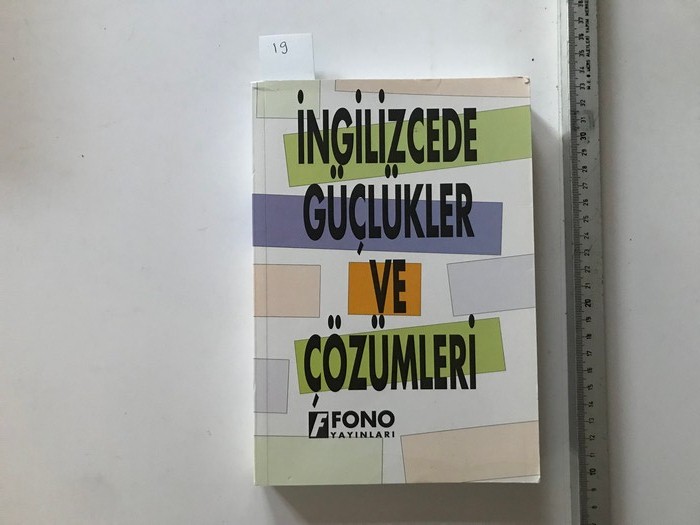 19
İNGİLİZCEDE
GÜÇLÜKLER
VE
ÇÖZÜMLERİ
FONO
YAYINLARI